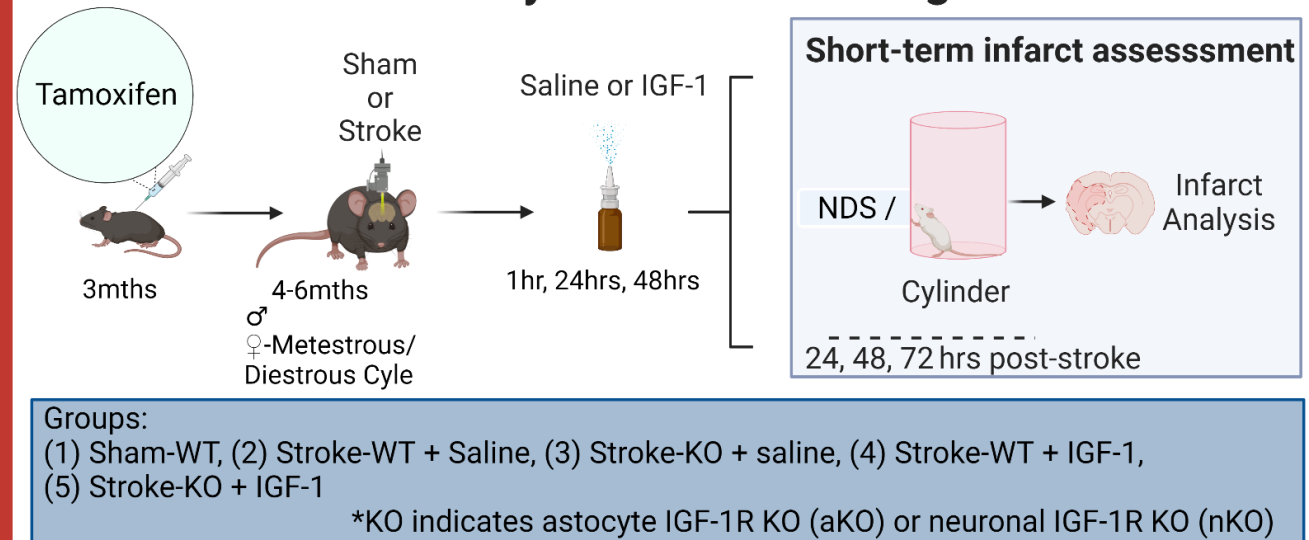 Tamoxifen
3mths
Sham
or
Stroke
4-6mths
♂
♀-Metestrous/
Diestrous Cyle
Saline or IGF-1
1hr, 24hrs, 48hrs
Short-term infarct assesssment
NDS /
Cylinder
Infarct
Analysis
24, 48, 72 hrs post-stroke
Groups:
(1) Sham-WT, (2) Stroke-WT + Saline, (3) Stroke-KO + saline, (4) Stroke-WT + IGF-1,
(5) Stroke-KO + IGF-1
*KO indicates astocyte IGF-1R KO (aKO) or neuronal IGF-1R KO (nKO)